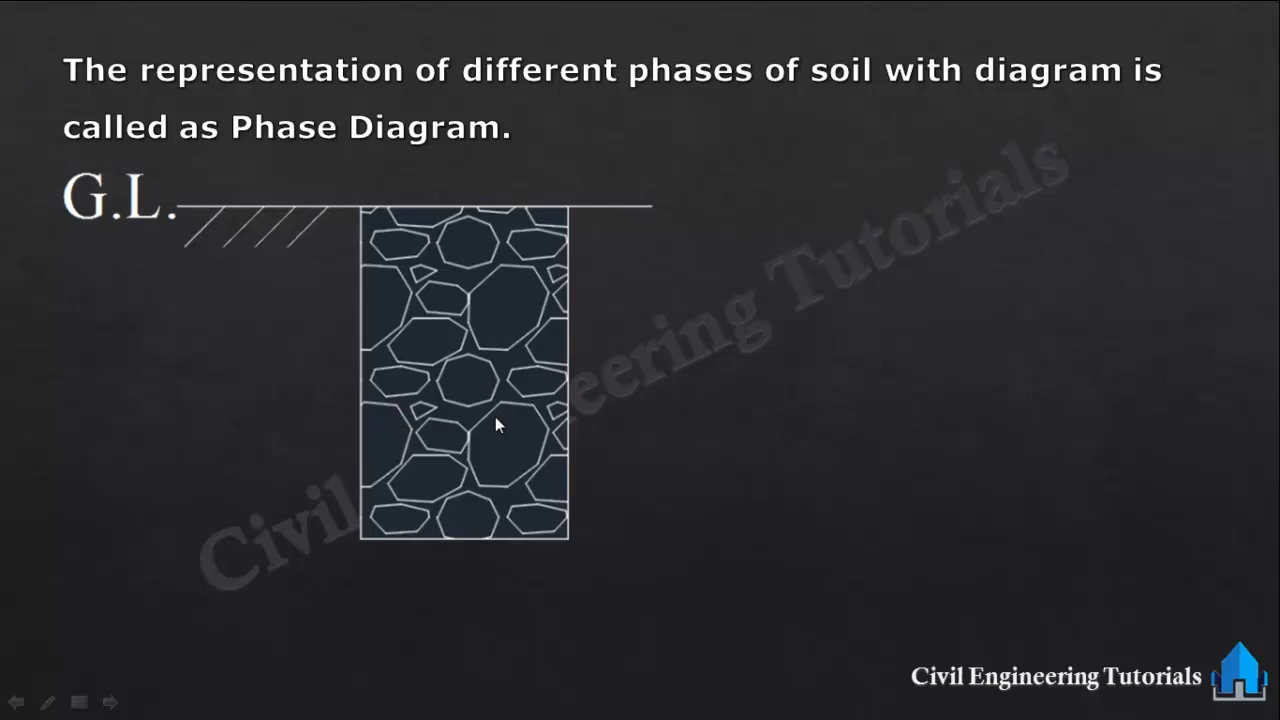 The representation of different phases of soil with diagram is
called as Phase Diagram.
G.L.
Civil Engineering Tutorials
Civil Engineering Tutorials